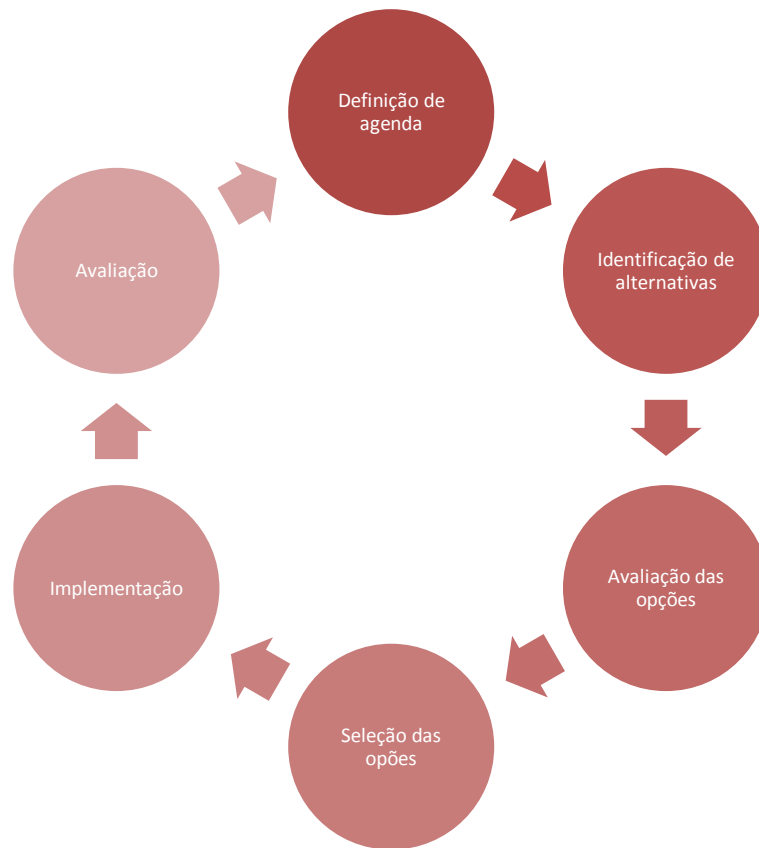 Definição de
agenda
Identificação de
alternativas
Avaliação das
opções
Seleção das
opões
Implementação
Avaliação